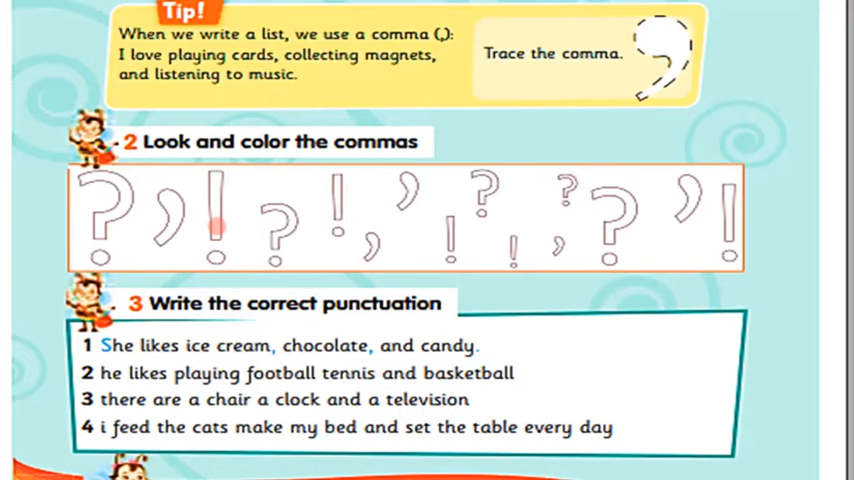 Tip!
When we write a list, we use a comma (,):
I love playing cards, collecting magnets,
and listening to music.
Trace the comma.
,
2 Look and color the commas
? , ! ? ! , , ! ? ! , ? ? , !
3 Write the correct punctuation
1 She likes ice cream, chocolate, and candy.
2 he likes playing football tennis and basketball
3 there are a chair a clock and a television
4 i feed the cats make my bed and set the table every day